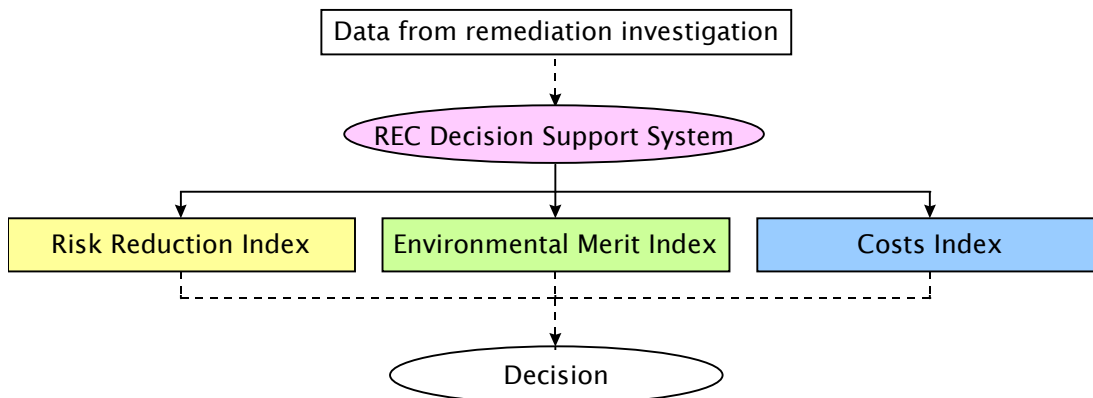 Data from remediation investigation
REC Decision Support System
Risk Reduction Index
Environmental Merit Index
Costs Index
Decision